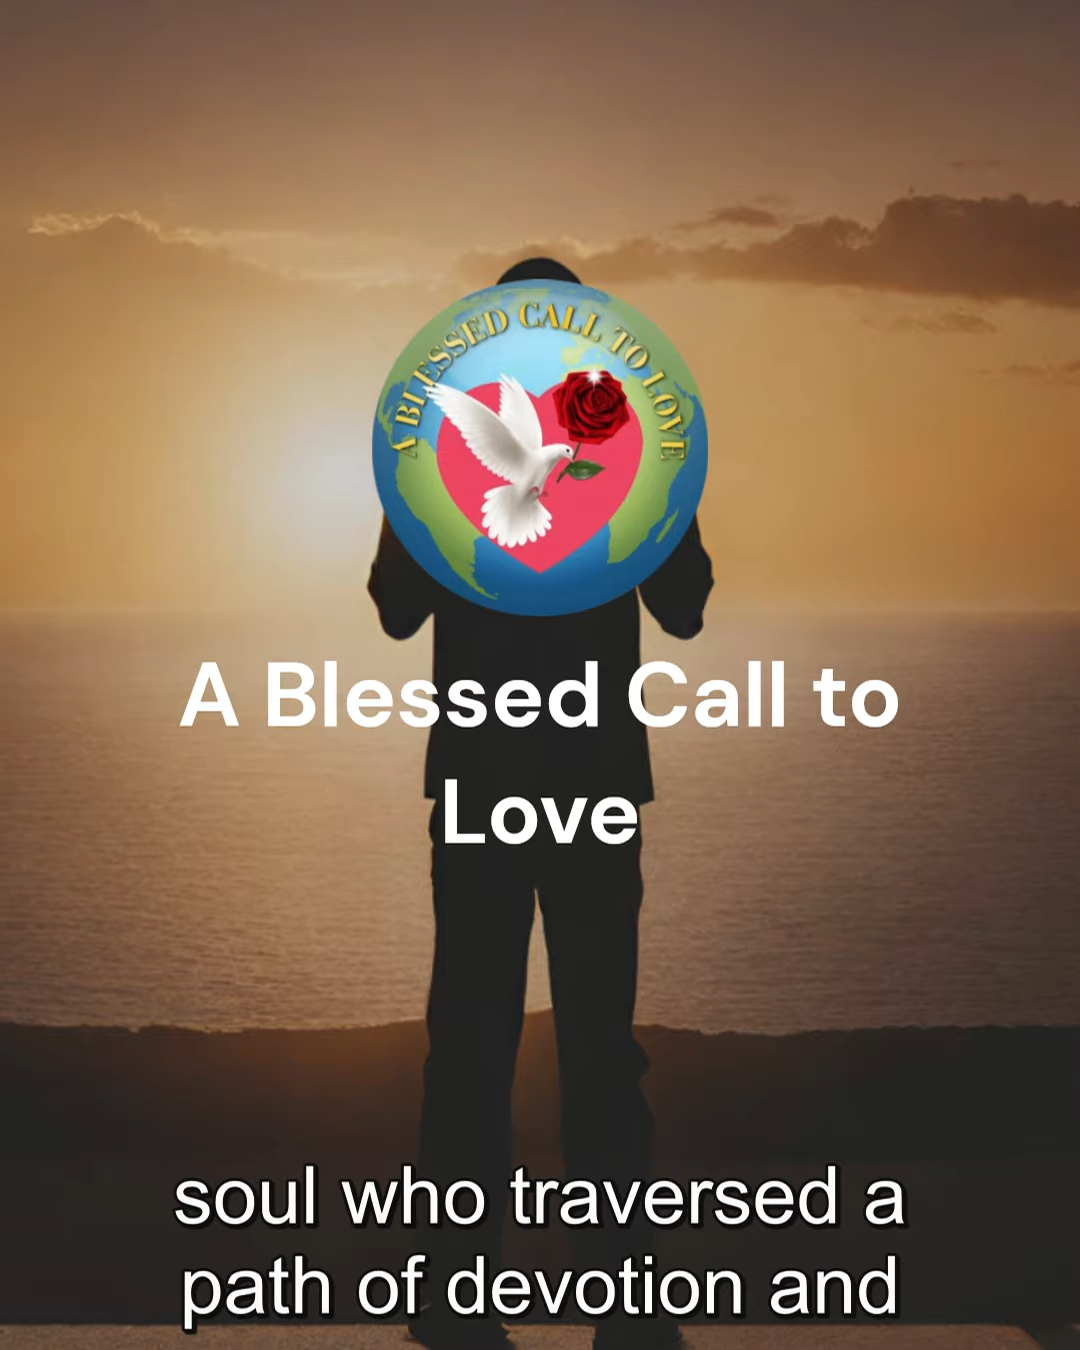 A BLESSED CALL TO LOVE
A Blessed Call to
Love
soul who traversed a
path of devotion and